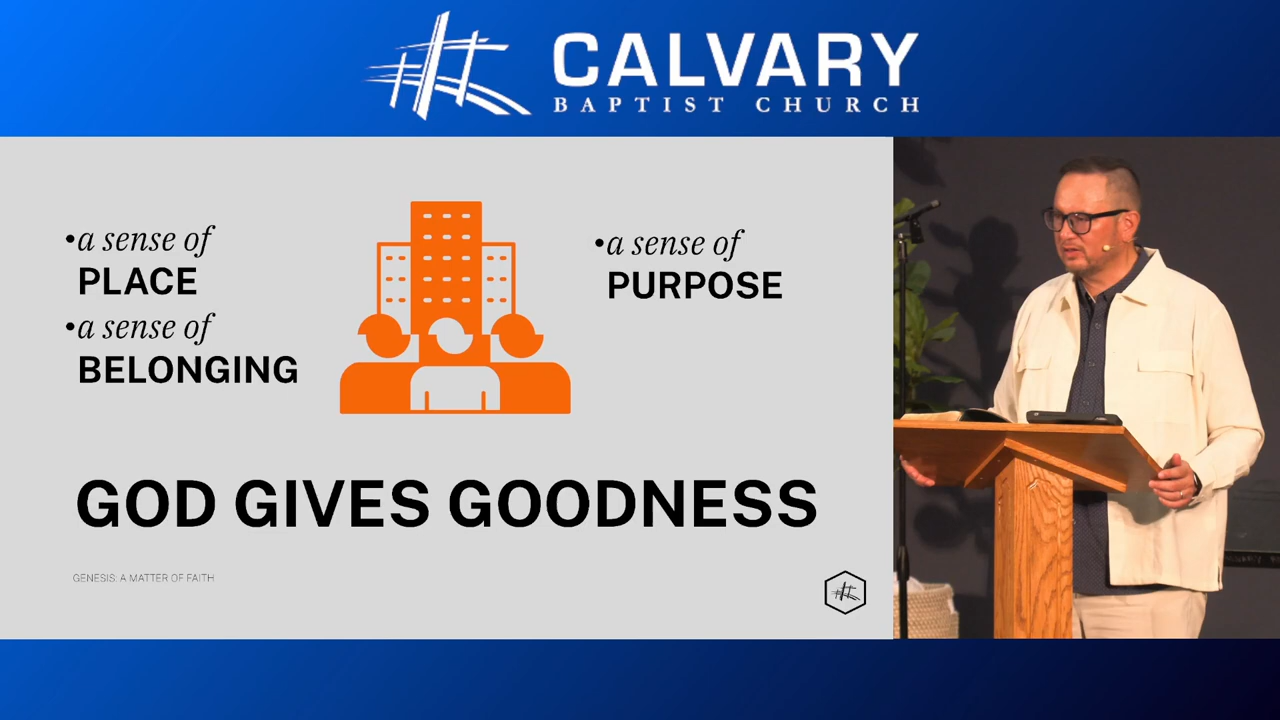 CALVARY
BAPTIST CHURCH
•a sense of
PLACE
•a sense of
BELONGING
•a sense of
PURPOSE
GOD GIVES GOODNESS
GENESIS: A MATTER OF FAITH